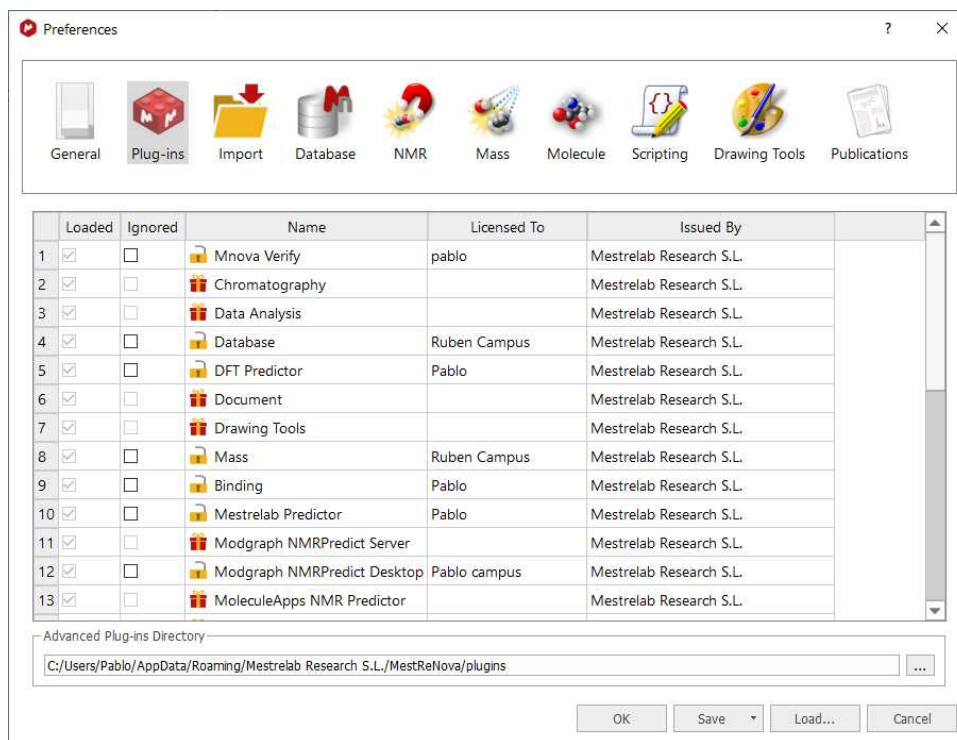 Preferences ? ×
General Plug-ins Import Database NMR Mass Molecule Scripting Drawing Tools Publications
Loaded Ignored Name Licensed To Issued By
1 Mnova Verify pablo Mestrelab Research S.L.
2 Chromatography Mestrelab Research S.L.
3 Data Analysis Mestrelab Research S.L.
4 Database Ruben Campus Mestrelab Research S.L.
5 DFT Predictor Pablo Mestrelab Research S.L.
6 Document Mestrelab Research S.L.
7 Drawing Tools Mestrelab Research S.L.
8 Mass Ruben Campus Mestrelab Research S.L.
9 Binding Pablo Mestrelab Research S.L.
10 Mestrelab Predictor Pablo Mestrelab Research S.L.
11 Modgraph NMRPredict Server Mestrelab Research S.L.
12 Modgraph NMRPredict Desktop Pablo campus Mestrelab Research S.L.
13 MoleculeApps NMR Predictor Mestrelab Research S.L.
Advanced Plug-ins Directory
C:/Users/Pablo/AppData/Roaming/Mestrelab Research S.L./MestReNova/plugins ...
OK Save Load... Cancel